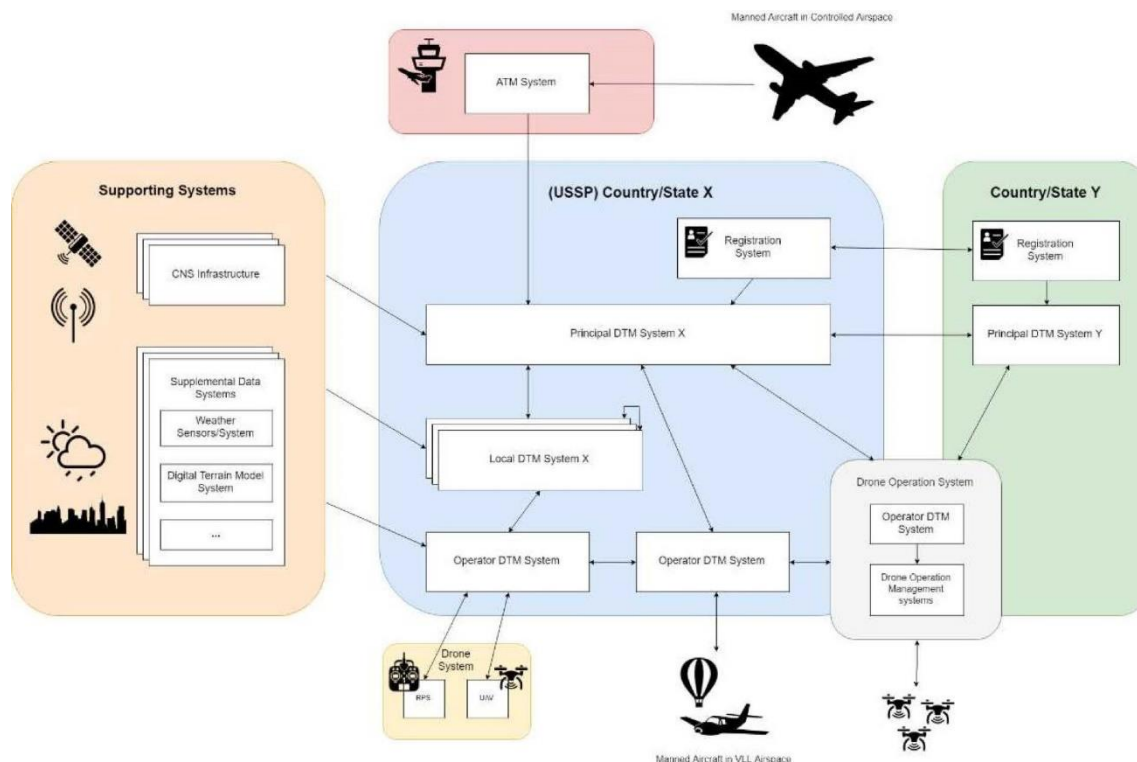 Manned Aircraft in Controlled Airspace
ATM System
Supporting Systems
CNS Infrastructure
Supplemental Data
Systems
Weather
Sensors/System
Digital Terrain Model
System
...
(USSP) Country/State X
Registration
System
Principal DTM System X
Local DTM System X
Operator DTM System
Operator DTM System
Country/State Y
Registration
System
Principal DTM System Y
Drone Operation System
Operator DTM
System
Drone Operation
Management
systems
Drone
System
RPS
UAV
Manned Aircraft in VLL Airspace